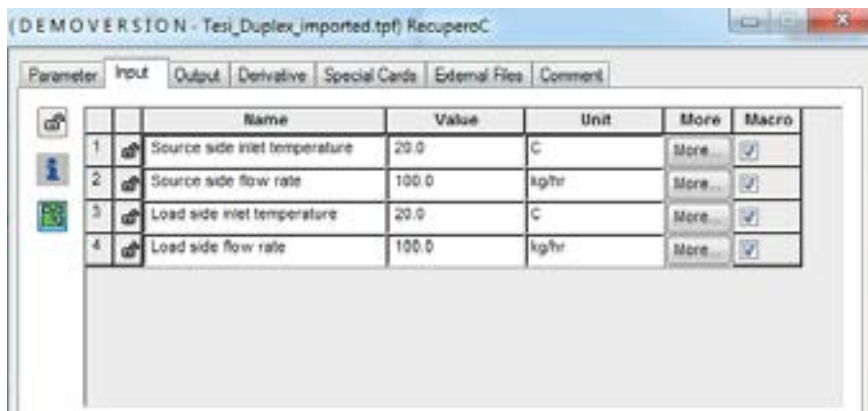 (DEMOVERSION - Tesi_Duplex_imported.tpf) RecuperoC
Parameter Input Output Derivative Special Cards External Files Comment
Name Value Unit More Macro
1 Source side inlet temperature 20.0 C More...
2 Source side flow rate 100.0 kg/hr More...
3 Load side inlet temperature 20.0 C More...
4 Load side flow rate 100.0 kg/hr More...